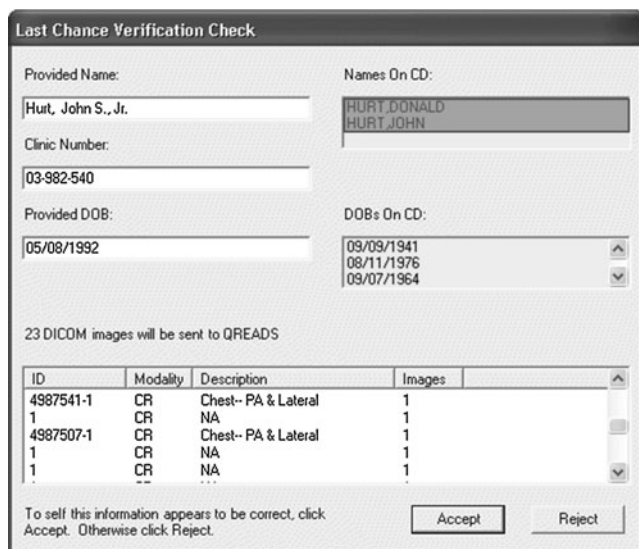 Last Chance Verification Check
Provided Name:
Names On CD:
Hurt, John S., Jr.
HURT,DONALD
HURT,JOHN
Clinic Number:
03-982-540
Provided DOB:
DOBs On CD:
05/08/1992
09/09/1941
08/11/1976
09/07/1964
23 DICOM images will be sent to QREADS
ID Modality Description Images
4987541-1 CR Chest-- PA & Lateral 1
1 CR NA 1
4987507-1 CR Chest-- PA & Lateral 1
1 CR NA 1
1 CR NA 1
To self this information appears to be correct, click
Accept. Otherwise click Reject.
Accept
Reject